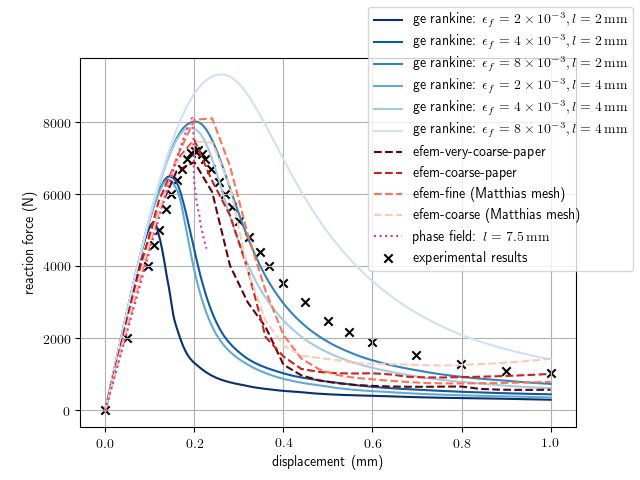 ge rankine: ϵ_f = 2 × 10⁻³, l = 2 mm
ge rankine: ϵ_f = 4 × 10⁻³, l = 2 mm
ge rankine: ϵ_f = 8 × 10⁻³, l = 2 mm
ge rankine: ϵ_f = 2 × 10⁻³, l = 4 mm
ge rankine: ϵ_f = 4 × 10⁻³, l = 4 mm
ge rankine: ϵ_f = 8 × 10⁻³, l = 4 mm
efem-very-coarse-paper
efem-coarse-paper
efem-fine (Matthias mesh)
efem-coarse (Matthias mesh)
phase field: l = 7.5 mm
experimental results
reaction force (N)
8000
6000
4000
2000
0
0.0 0.2 0.4 0.6 0.8 1.0
displacement (mm)